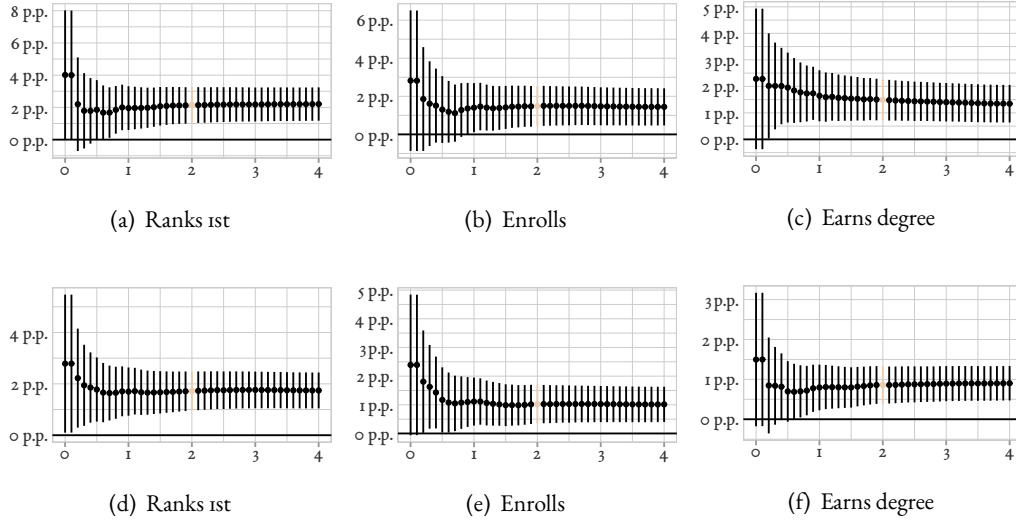 8 p.p.
6 p.p.
4 p.p.
2 p.p.
0 p.p.
0 1 2 3 4
(a) Ranks 1st
6 p.p.
4 p.p.
2 p.p.
0 p.p.
0 1 2 3 4
(b) Enrolls
5 p.p.
4 p.p.
3 p.p.
2 p.p.
1 p.p.
0 p.p.
0 1 2 3 4
(c) Earns degree
4 p.p.
2 p.p.
0 p.p.
0 1 2 3 4
(d) Ranks 1st
5 p.p.
4 p.p.
3 p.p.
2 p.p.
1 p.p.
0 p.p.
0 1 2 3 4
(e) Enrolls
3 p.p.
2 p.p.
1 p.p.
0 p.p.
0 1 2 3 4
(f) Earns degree